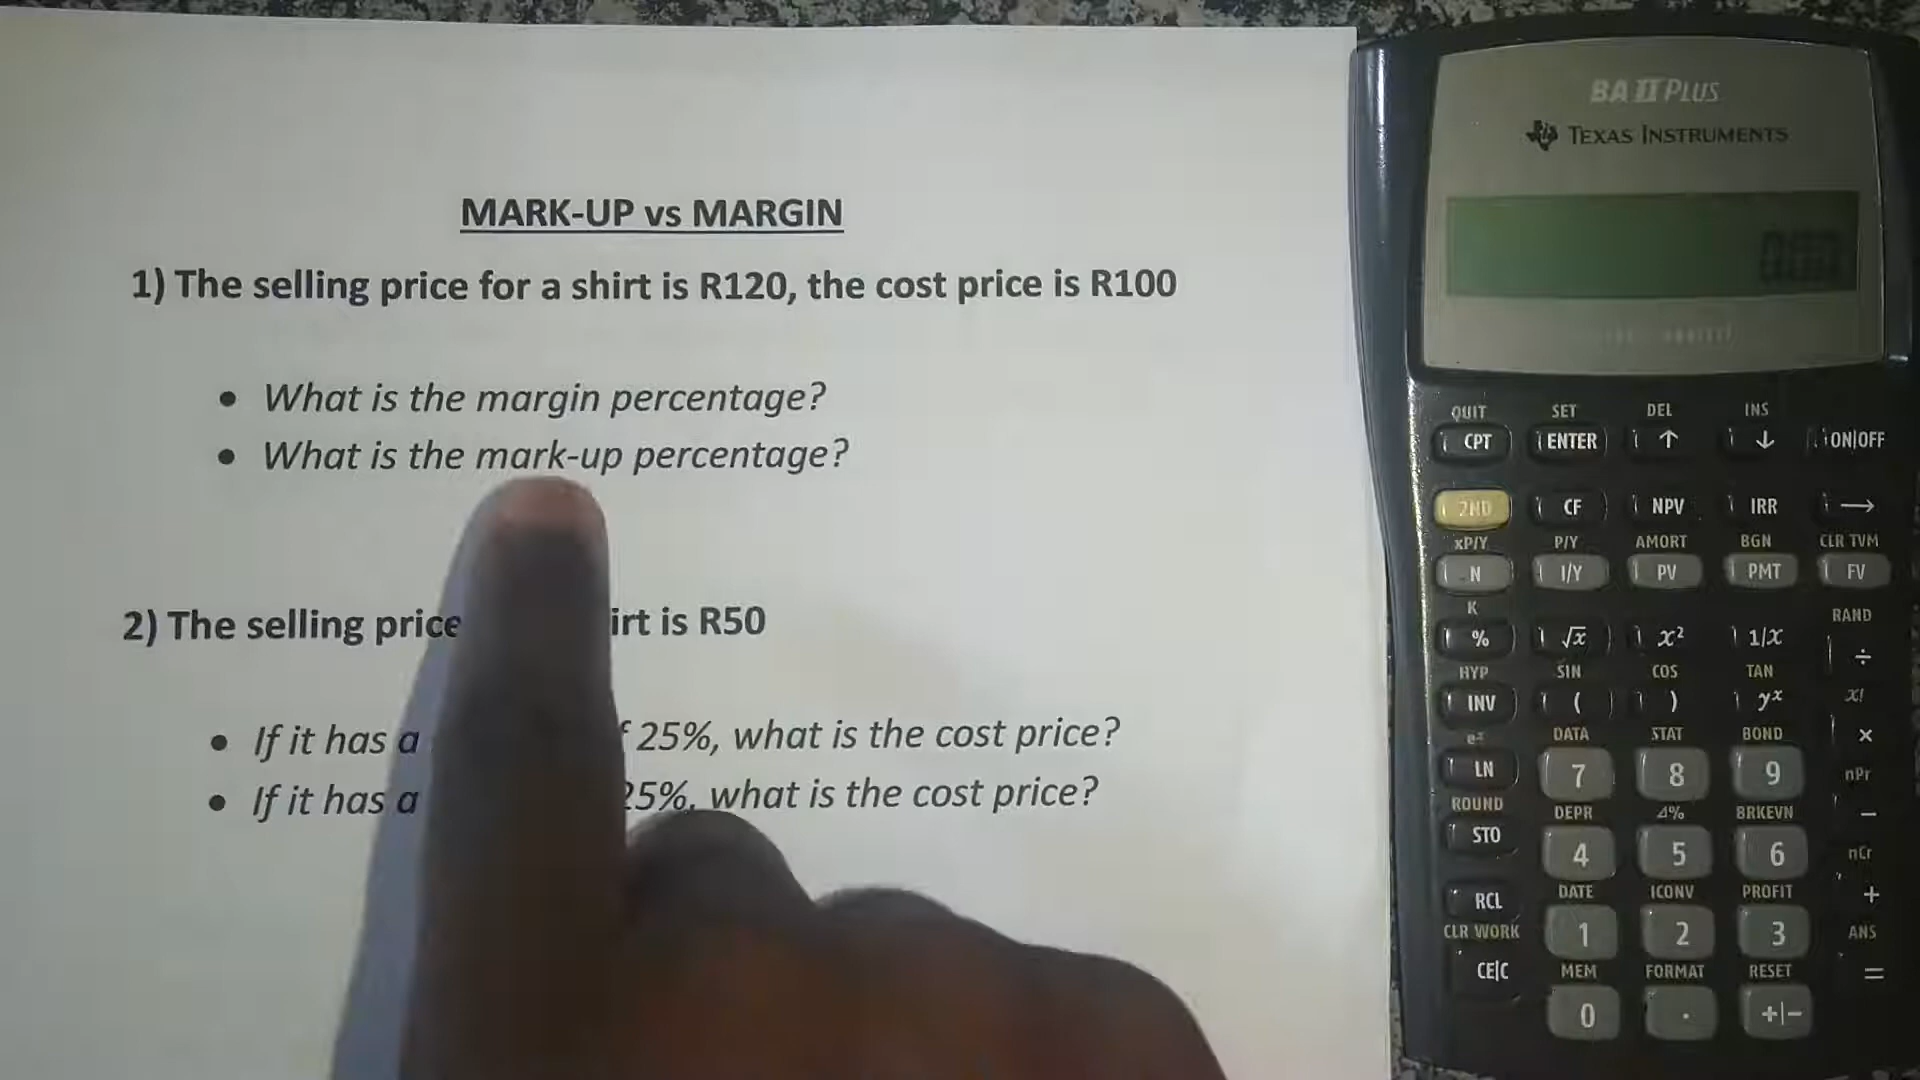 MARK-UP vs MARGIN
1) The selling price for a shirt is R120, the cost price is R100
• What is the margin percentage?
• What is the mark-up percentage?
2) The selling price irt is R50
• If it has a 25%, what is the cost price?
• If it has a 25%, what is the cost price?
BA II PLUS
TEXAS INSTRUMENTS
QUIT SET DEL INS
CPT ENTER ↑ ↓ ON|OFF
2ND CF NPV IRR →
xP/Y P/Y AMORT BGN CLR TVM
N I/Y PV PMT FV
K RAND
% √x x² 1/x ÷
HYP SIN COS TAN
INV ( ) yˣ x!
eˣ DATA STAT BOND ×
LN 7 8 9 nPr
ROUND DEPR Δ% BRKEVN −
STO 4 5 6 nCr
DATE ICONV PROFIT +
RCL
CLR WORK 1 2 3 ANS
CE|C MEM FORMAT RESET =
0 . +|−